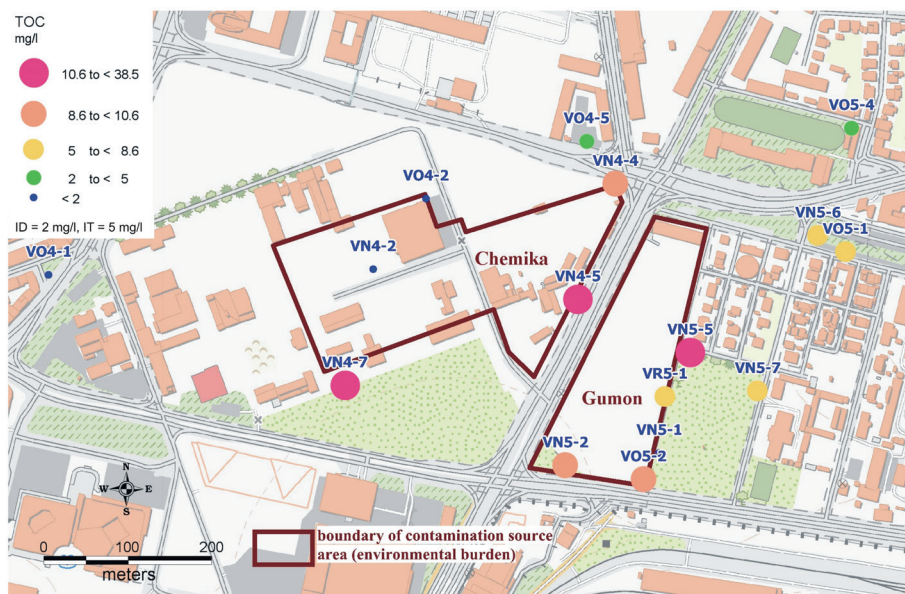 TOC
mg/l
10.6 to < 38.5
8.6 to < 10.6
5 to < 8.6
2 to < 5
< 2
ID = 2 mg/l, IT = 5 mg/l
VO4-5
VO5-4
VN4-4
VO4-2
VN5-6
VO5-1
VO4-1
VN4-2
Chemika
VN4-5
VN5-5
VN4-7
VR5-1
VN5-7
Gumon
VN5-1
VN5-2
VO5-2
N
W E
S
boundary of contamination source
area (environmental burden)
0 100 200
meters